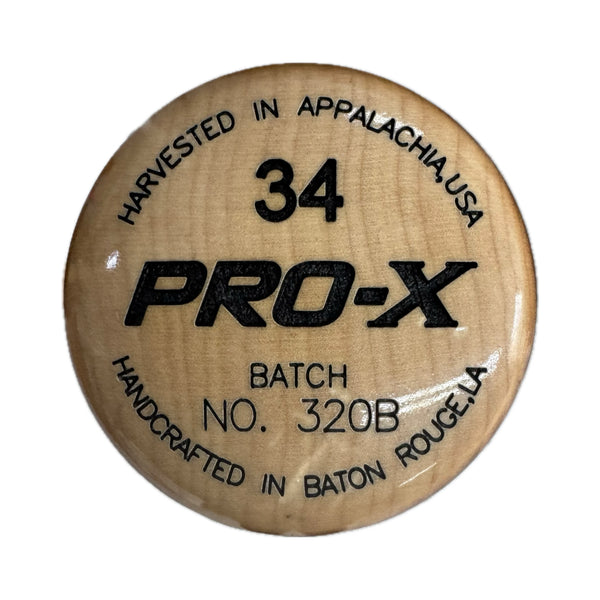 HARVESTED IN APPALACHIA, USA
34
PRO-X
BATCH
NO. 320B
HANDCRAFTED IN BATON ROUGE, LA